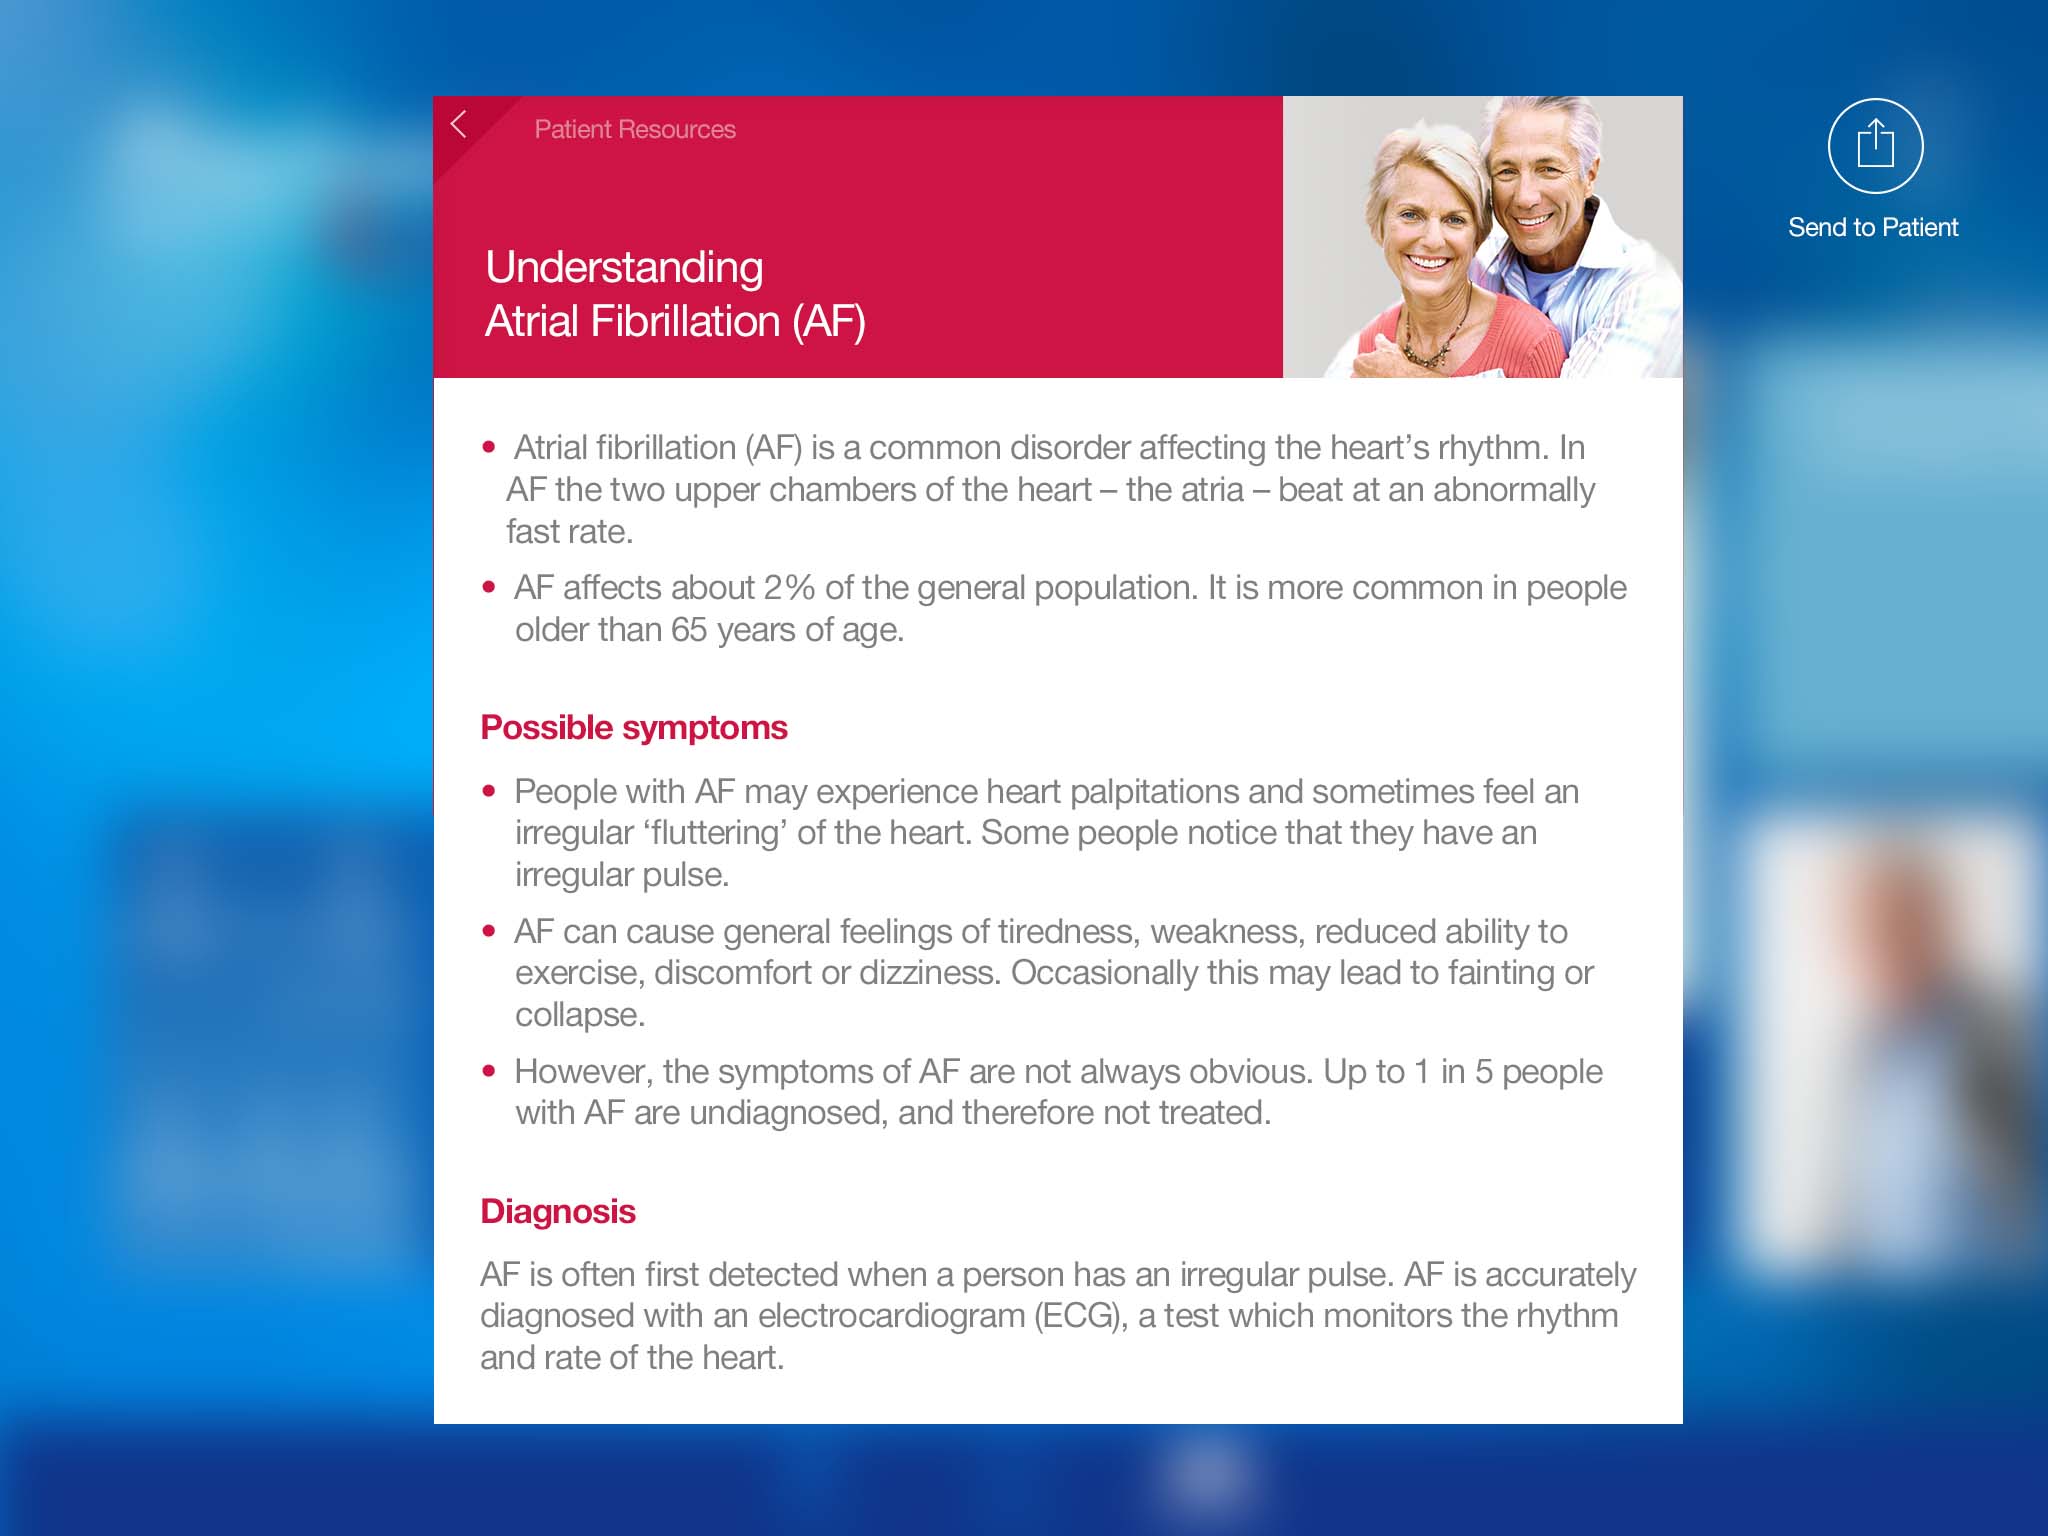 Patient Resources
Send to Patient
Understanding
Atrial Fibrillation (AF)
• Atrial fibrillation (AF) is a common disorder affecting the heart’s rhythm. In
AF the two upper chambers of the heart – the atria – beat at an abnormally
fast rate.
• AF affects about 2% of the general population. It is more common in people
older than 65 years of age.
Possible symptoms
• People with AF may experience heart palpitations and sometimes feel an
irregular ‘fluttering’ of the heart. Some people notice that they have an
irregular pulse.
• AF can cause general feelings of tiredness, weakness, reduced ability to
exercise, discomfort or dizziness. Occasionally this may lead to fainting or
collapse.
• However, the symptoms of AF are not always obvious. Up to 1 in 5 people
with AF are undiagnosed, and therefore not treated.
Diagnosis
AF is often first detected when a person has an irregular pulse. AF is accurately
diagnosed with an electrocardiogram (ECG), a test which monitors the rhythm
and rate of the heart.